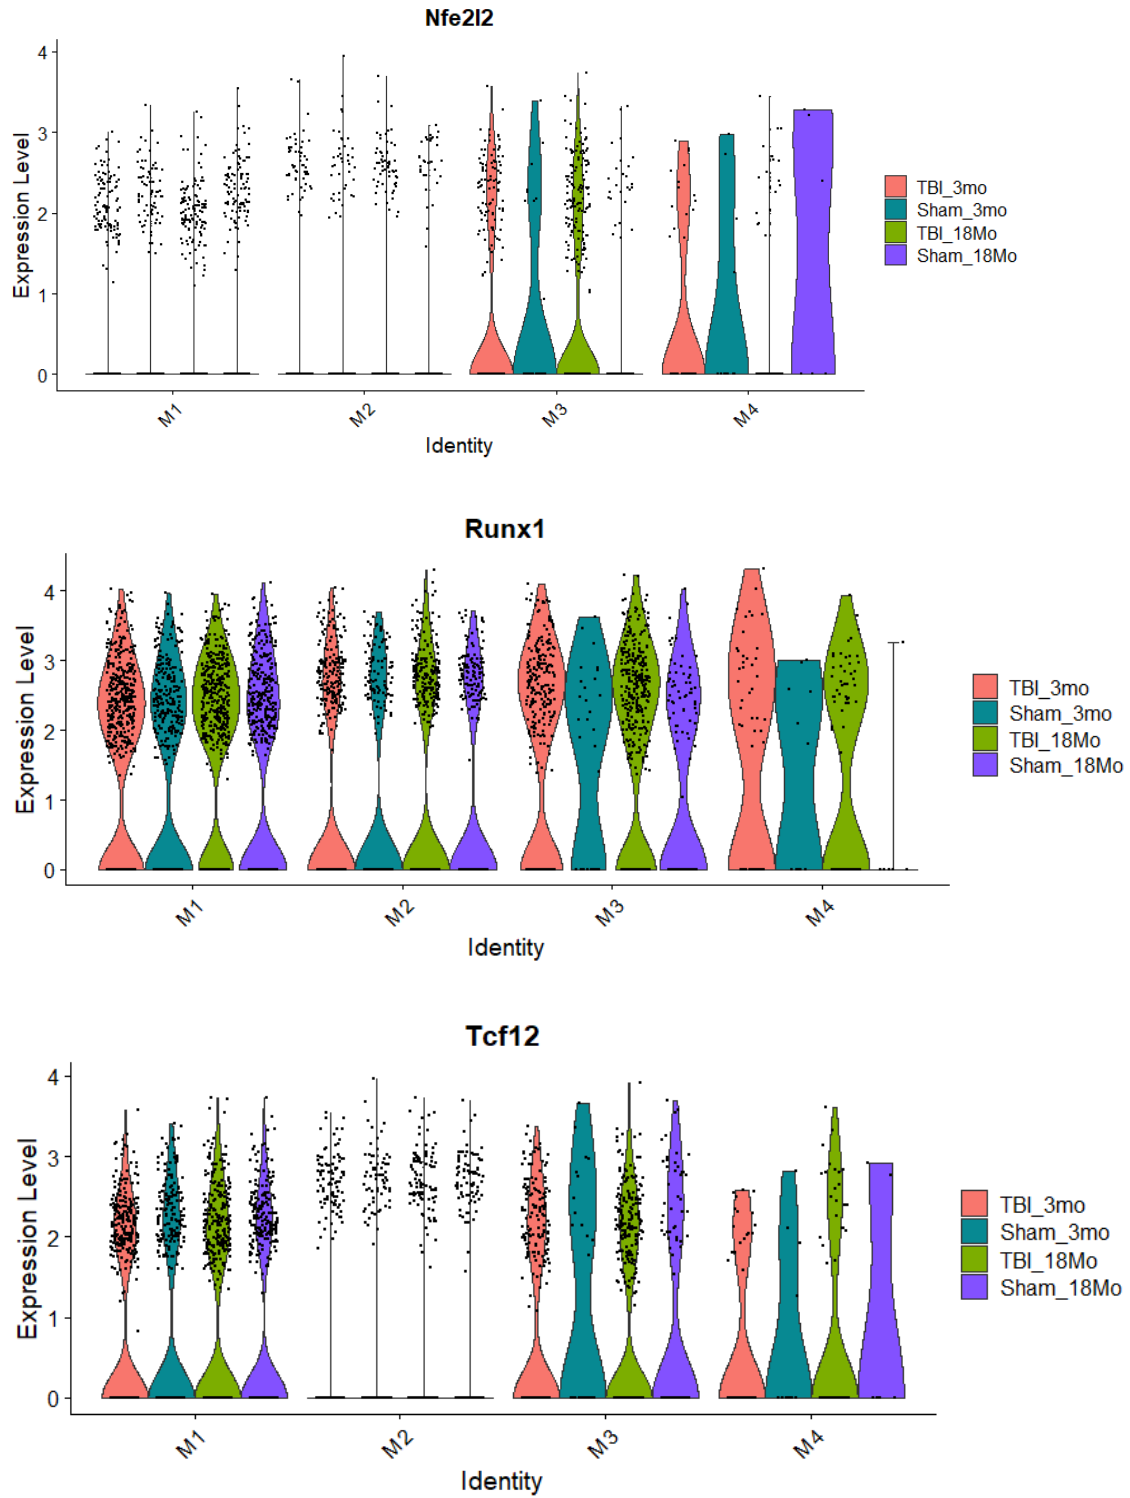 Nfe2l2
Expression Level
4
3
2
1
0
M1
M2
M3
M4
Identity
TBI_3mo
Sham_3mo
TBI_18Mo
Sham_18Mo
Runx1
Expression Level
4
3
2
1
0
M1
M2
M3
M4
Identity
TBI_3mo
Sham_3mo
TBI_18Mo
Sham_18Mo
Tcf12
Expression Level
4
3
2
1
0
M1
M2
M3
M4
Identity
TBI_3mo
Sham_3mo
TBI_18Mo
Sham_18Mo